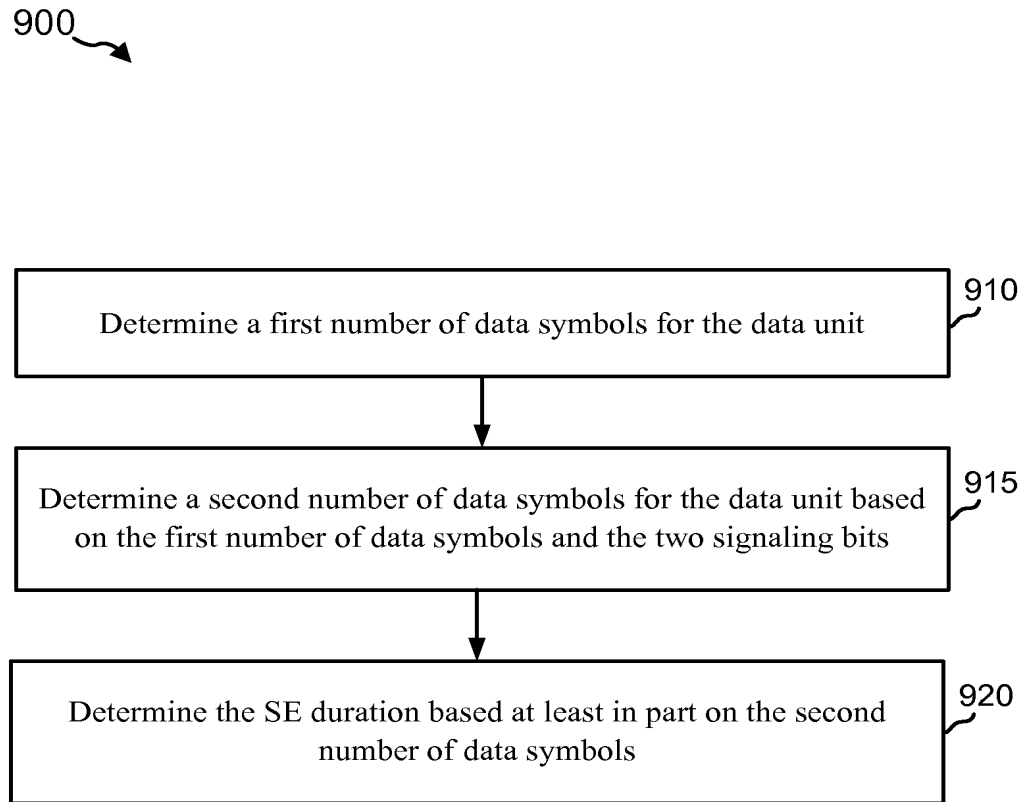 900
910
Determine a first number of data symbols for the data unit
915
Determine a second number of data symbols for the data unit based
on the first number of data symbols and the two signaling bits
920
Determine the SE duration based at least in part on the second
number of data symbols